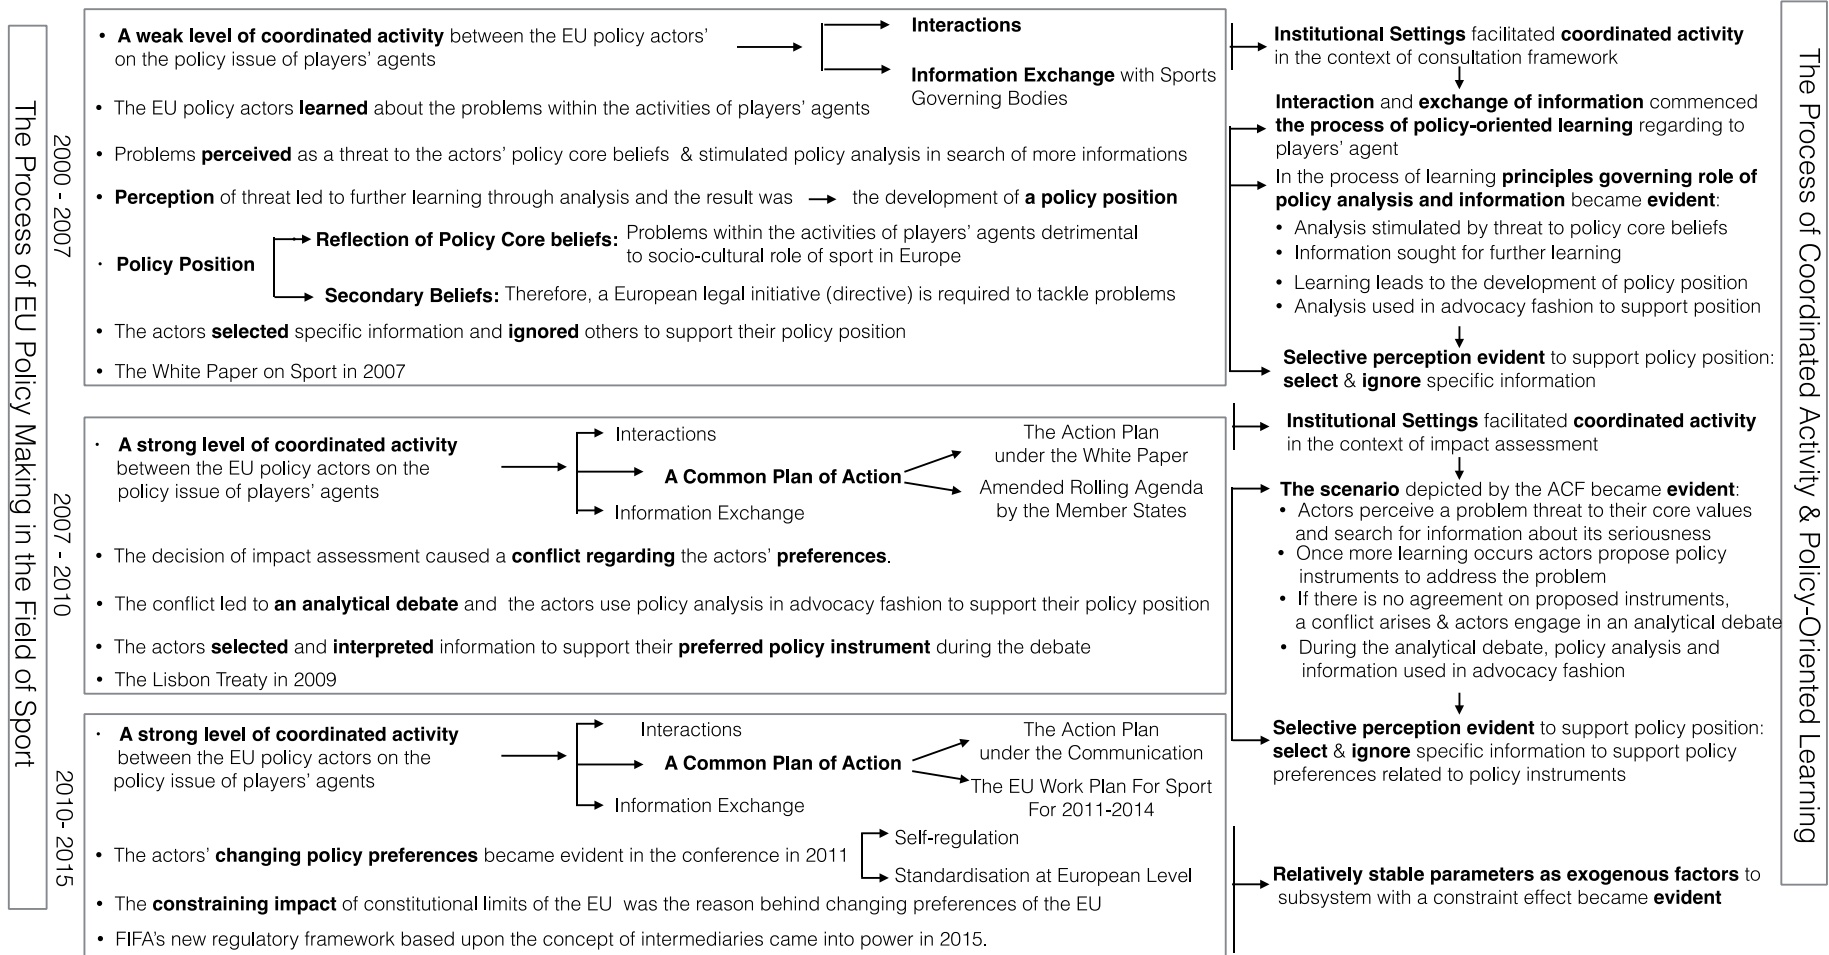 The Process of EU Policy Making in the Field of Sport
2000 - 2007
• A weak level of coordinated activity between the EU policy actors'
on the policy issue of players' agents
Interactions
Information Exchange with Sports
Governing Bodies
• The EU policy actors learned about the problems within the activities of players' agents
• Problems perceived as a threat to the actors' policy core beliefs & stimulated policy analysis in search of more informations
• Perception of threat led to further learning through analysis and the result was → the development of a policy position
· Policy Position
Reflection of Policy Core beliefs: Problems within the activities of players' agents detrimental
to socio-cultural role of sport in Europe
Secondary Beliefs: Therefore, a European legal initiative (directive) is required to tackle problems
• The actors selected specific information and ignored others to support their policy position
• The White Paper on Sport in 2007
2007 - 2010
· A strong level of coordinated activity
between the EU policy actors on the
policy issue of players' agents
Interactions
A Common Plan of Action
Information Exchange
The Action Plan
under the White Paper
Amended Rolling Agenda
by the Member States
• The decision of impact assessment caused a conflict regarding the actors' preferences.
• The conflict led to an analytical debate and the actors use policy analysis in advocacy fashion to support their policy position
• The actors selected and interpreted information to support their preferred policy instrument during the debate
• The Lisbon Treaty in 2009
2010- 2015
· A strong level of coordinated activity
between the EU policy actors on the
policy issue of players' agents
Interactions
A Common Plan of Action
Information Exchange
The Action Plan
under the Communication
The EU Work Plan For Sport
For 2011-2014
• The actors' changing policy preferences became evident in the conference in 2011
Self-regulation
Standardisation at European Level
• The constraining impact of constitutional limits of the EU was the reason behind changing preferences of the EU
• FIFA's new regulatory framework based upon the concept of intermediaries came into power in 2015.
Institutional Settings facilitated coordinated activity
in the context of consultation framework
Interaction and exchange of information commenced
the process of policy-oriented learning regarding to
players' agent
In the process of learning principles governing role of
policy analysis and information became evident:
• Analysis stimulated by threat to policy core beliefs
• Information sought for further learning
• Learning leads to the development of policy position
• Analysis used in advocacy fashion to support position
Selective perception evident to support policy position:
select & ignore specific information
Institutional Settings facilitated coordinated activity
in the context of impact assessment
The scenario depicted by the ACF became evident:
• Actors perceive a problem threat to their core values
and search for information about its seriousness
• Once more learning occurs actors propose policy
instruments to address the problem
• If there is no agreement on proposed instruments,
a conflict arises & actors engage in an analytical debate
• During the analytical debate, policy analysis and
information used in advocacy fashion
Selective perception evident to support policy position:
select & ignore specific information to support policy
preferences related to policy instruments
Relatively stable parameters as exogenous factors to
subsystem with a constraint effect became evident
The Process of Coordinated Activity & Policy-Oriented Learning